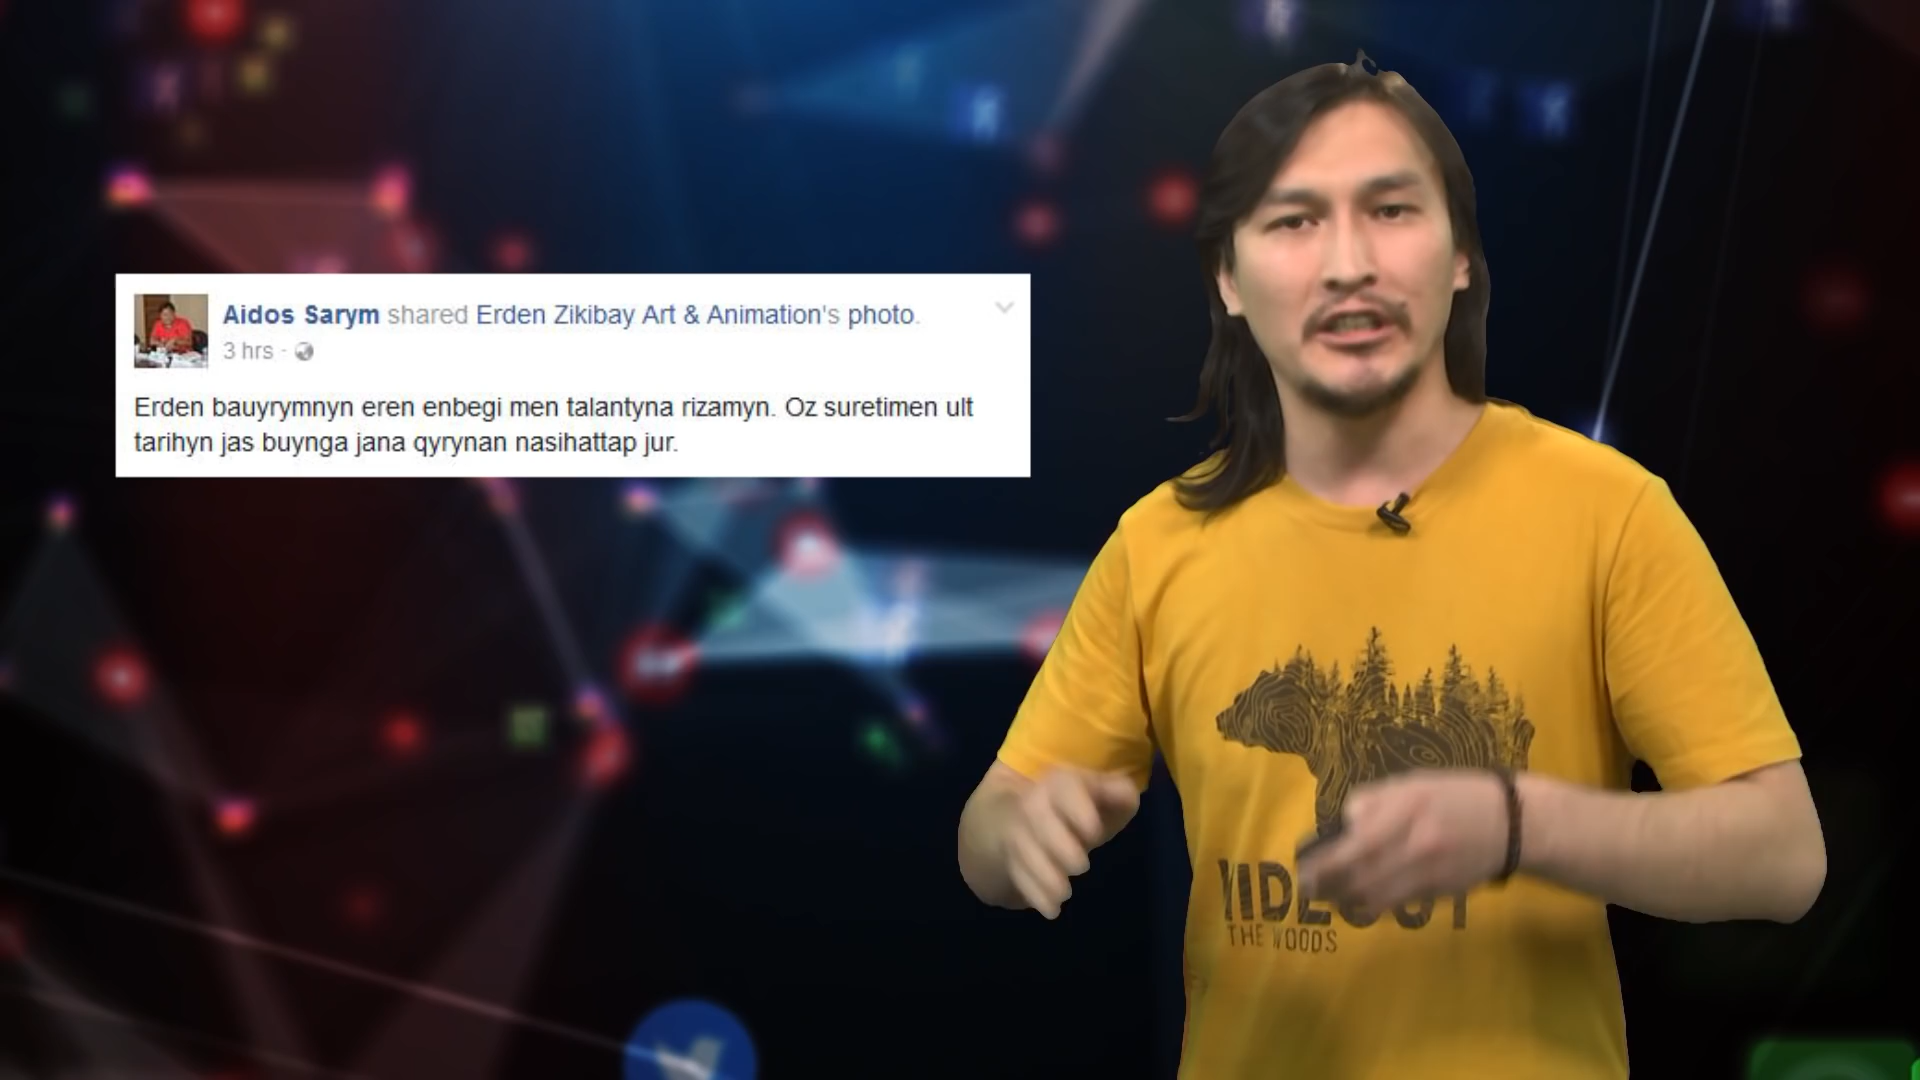 Aidos Sarym shared Erden Zikibay Art & Animation's photo.
3 hrs ·
Erden bauyrymnyn eren enbegi men talantyna rizamyn. Oz suretimen ult
tarihyn jas buynga jana qyrynan nasihattap jur.
THE WOODS